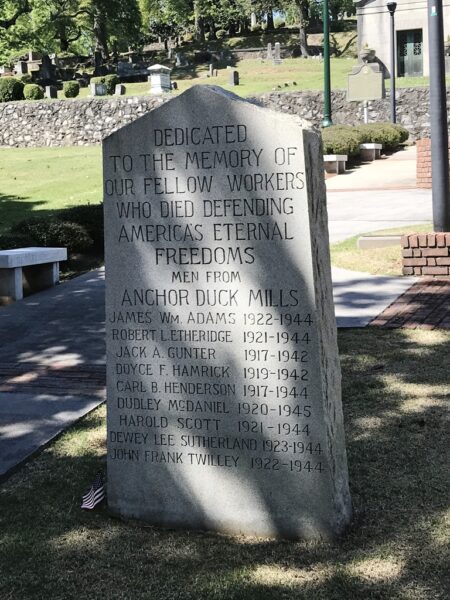 DEDICATED
TO THE MEMORY OF
OUR FELLOW WORKERS
WHO DIED DEFENDING
AMERICA'S ETERNAL
FREEDOMS
MEN FROM
ANCHOR DUCK MILLS
JAMES WM. ADAMS 1922-1944
ROBERT L. ETHERIDGE 1921-1944
JACK A. GUNTER 1917-1942
DOYCE F. HAMRICK 1919-1942
CARL B. HENDERSON 1917-1944
DUDLEY MCDANIEL 1920-1945
HAROLD SCOTT 1921-1944
DEWEY LEE SUTHERLAND 1923-1944
JOHN FRANK TWILLEY 1922-1944